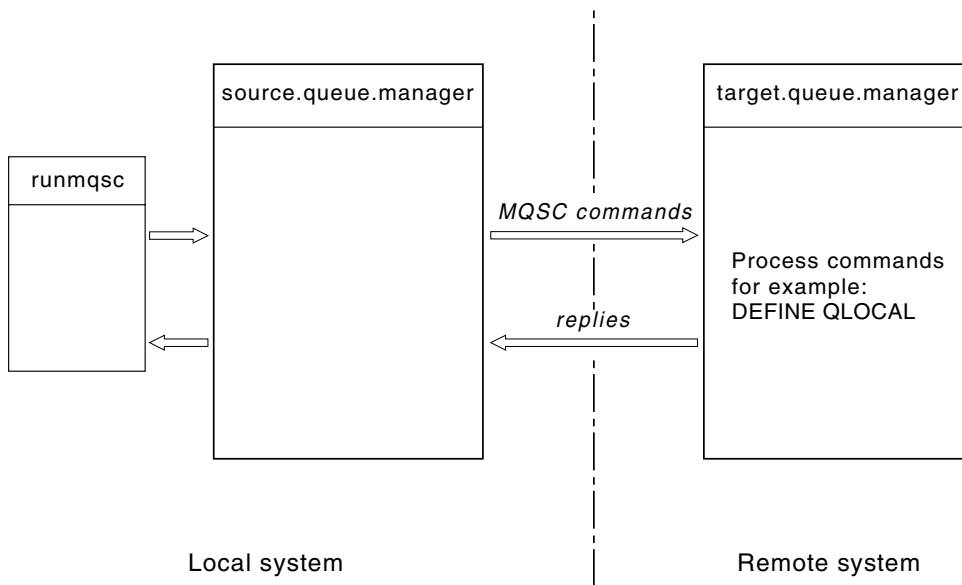 source.queue.manager
target.queue.manager
runmqsc
MQSC commands
Process commands
for example:
DEFINE QLOCAL
replies
Local system
Remote system